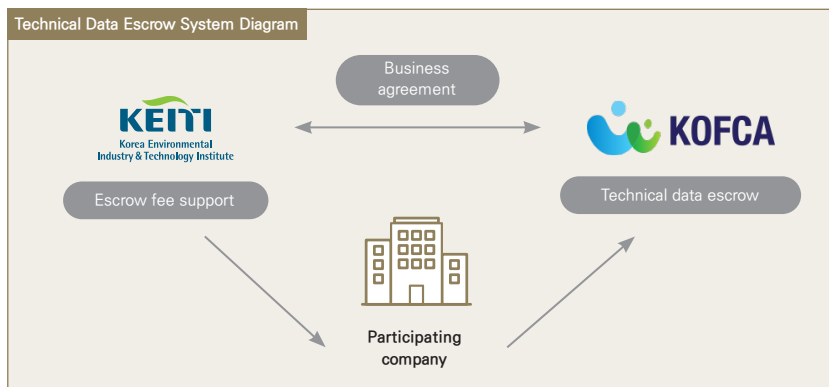 Technical Data Escrow System Diagram
Business
agreement
KEITI
Korea Environmental
Industry & Technology Institute
KOFCA
Escrow fee support
Technical data escrow
Participating
company